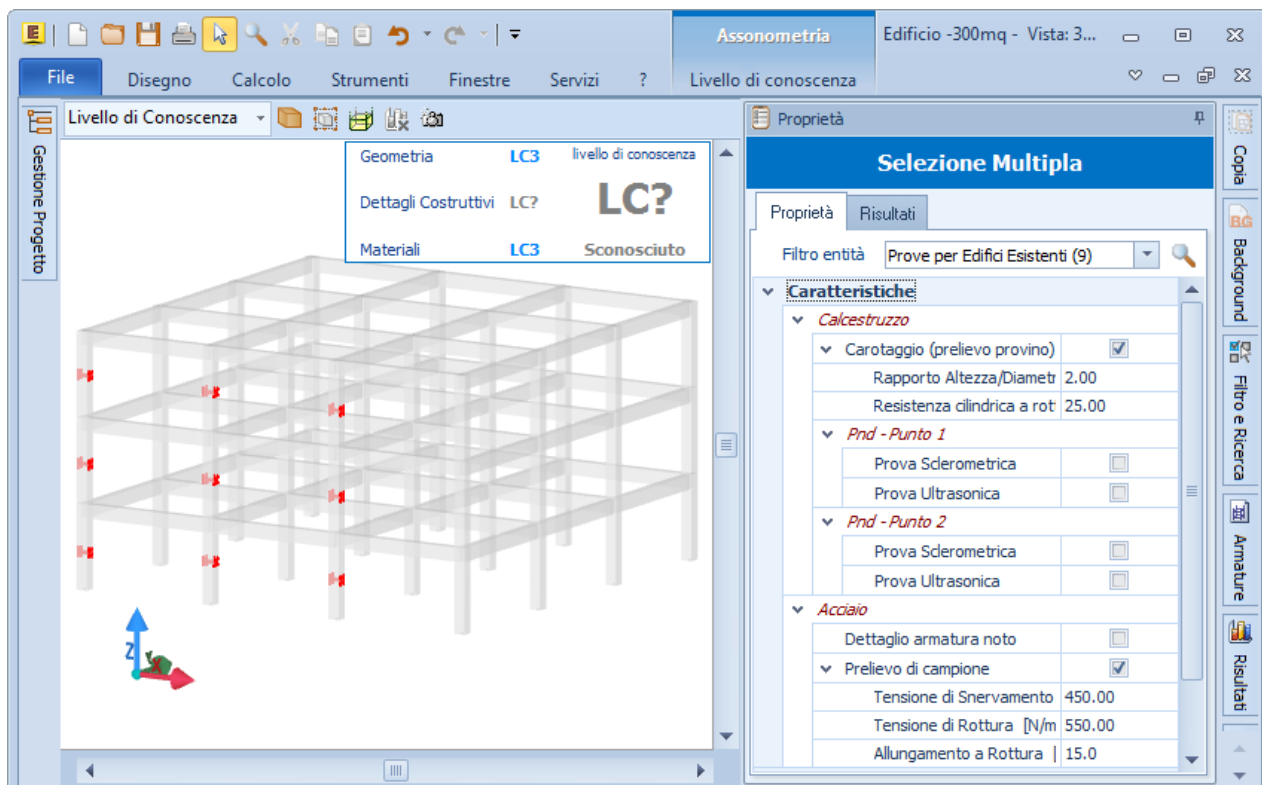 Assonometria
Edificio -300mq - Vista: 3...
File Disegno Calcolo Strumenti Finestre Servizi ? Livello di conoscenza
Gestione Progetto
Livello di Conoscenza
Geometria LC3
Dettagli Costruttivi LC?
Materiali LC3
livello di conoscenza
LC?
Sconosciuto
Z
X
Proprietà
Selezione Multipla
Proprietà Risultati
Filtro entità Prove per Edifici Esistenti (9)
Caratteristiche
Calcestruzzo
Carotaggio (prelievo provino)
Rapporto Altezza/Diametr 2.00
Resistenza cilindrica a rot 25.00
Pnd - Punto 1
Prova Sclerometrica
Prova Ultrasonica
Pnd - Punto 2
Prova Sclerometrica
Prova Ultrasonica
Acciaio
Dettaglio armatura noto
Prelievo di campione
Tensione di Snervamento 450.00
Tensione di Rottura [N/m 550.00
Allungamento a Rottura | 15.0
Copia
BG
Background
Filtro e Ricerca
Armature
Risultati